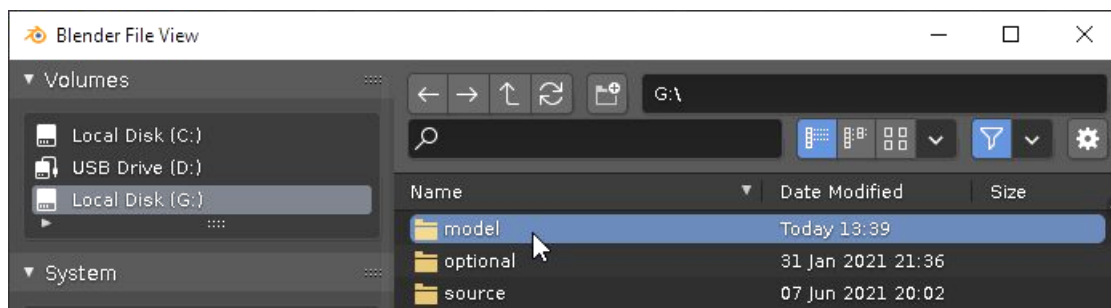 Blender File View
Volumes
G:\
Local Disk (C:)
USB Drive (D:)
Local Disk (G:)
Name Date Modified Size
model Today 13:39
optional 31 Jan 2021 21:36
System
source 07 Jun 2021 20:02